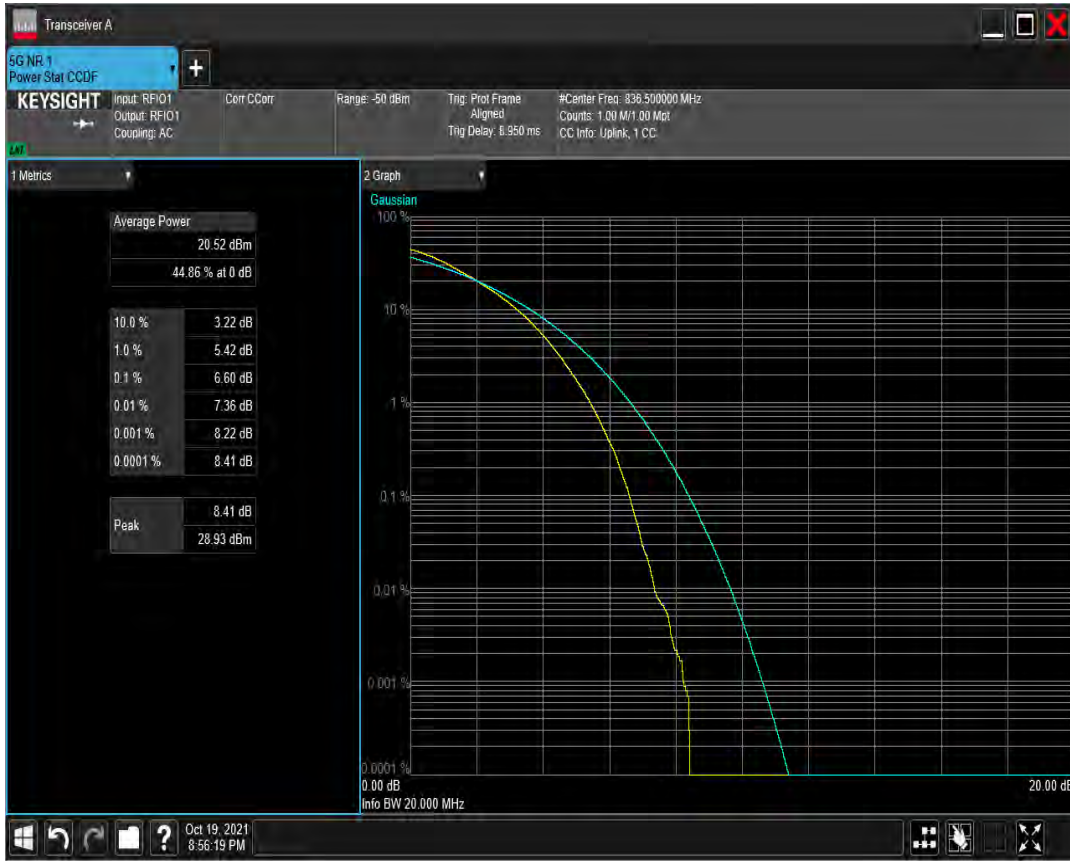 Transceiver A
5G NR 1
Power Stat CCDF
+
KEYSIGHT
Input: RFIO1
Output: RFIO1
Coupling: AC
Corr CCorr
Range: -50 dBm
Trig: Prot Frame
Aligned
Trig Delay: 8.950 ms
#Center Freq: 836.500000 MHz
Counts: 1.00 M/1.00 Mpt
CC Info: Uplink, 1 CC
LNI
1 Metrics
Average Power
20.52 dBm
44.86 % at 0 dB
10.0 % 3.22 dB
1.0 % 5.42 dB
0.1 % 6.60 dB
0.01 % 7.36 dB
0.001 % 8.22 dB
0.0001 % 8.41 dB
Peak
8.41 dB
28.93 dBm
2 Graph
Gaussian
100 %
10 %
1 %
0.1 %
0.01 %
0.001 %
0.0001 %
0.00 dB
20.00 dB
Info BW 20.000 MHz
?
Oct 19, 2021
8:56:19 PM